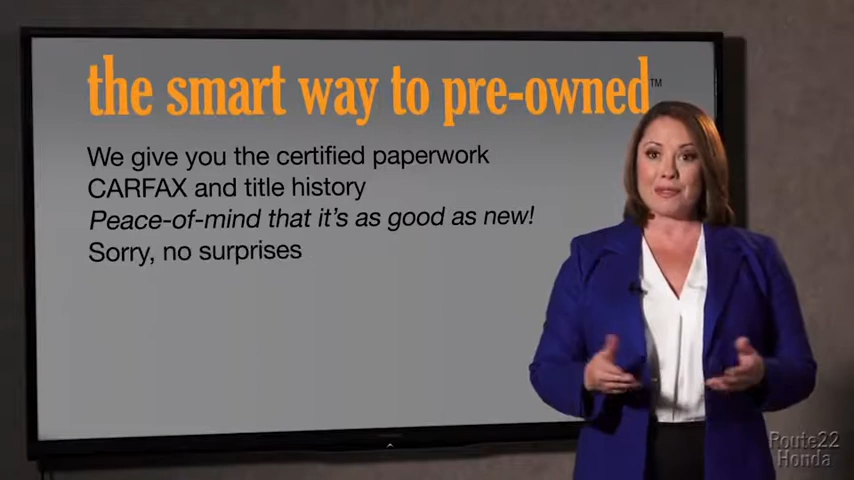 the smart way to pre-owned™
We give you the certified paperwork
CARFAX and title history
Peace-of-mind that it's as good as new!
Sorry, no surprises
Route22
Honda